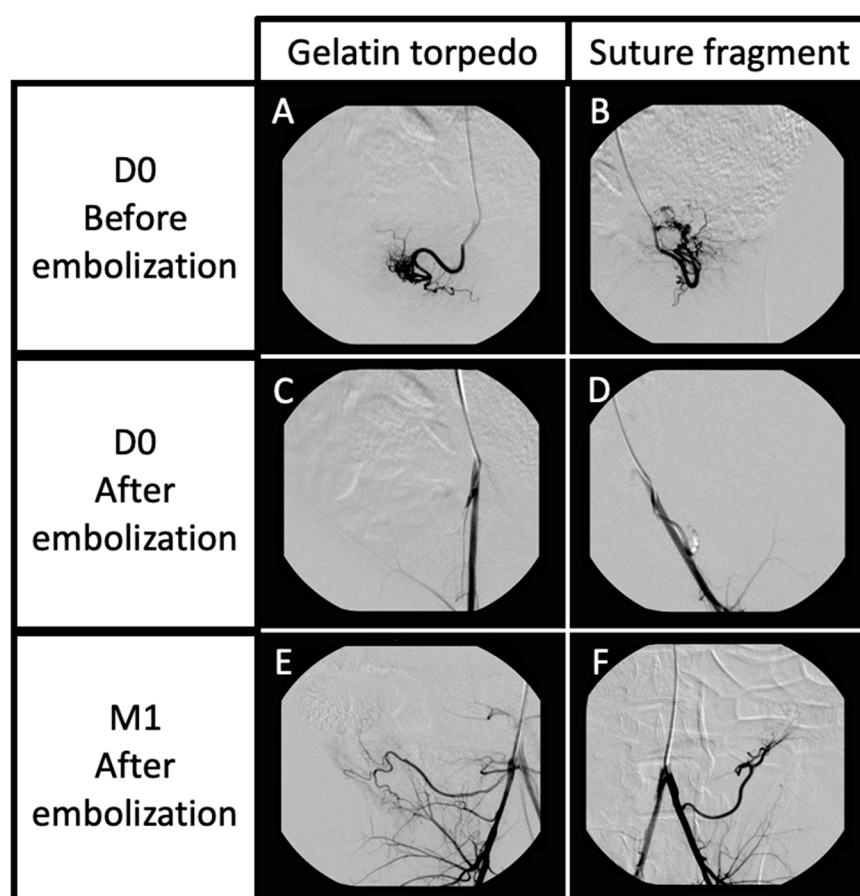 Gelatin torpedo
Suture fragment
D0
Before
embolization
A
B
D0
After
embolization
C
D
M1
After
embolization
E
F